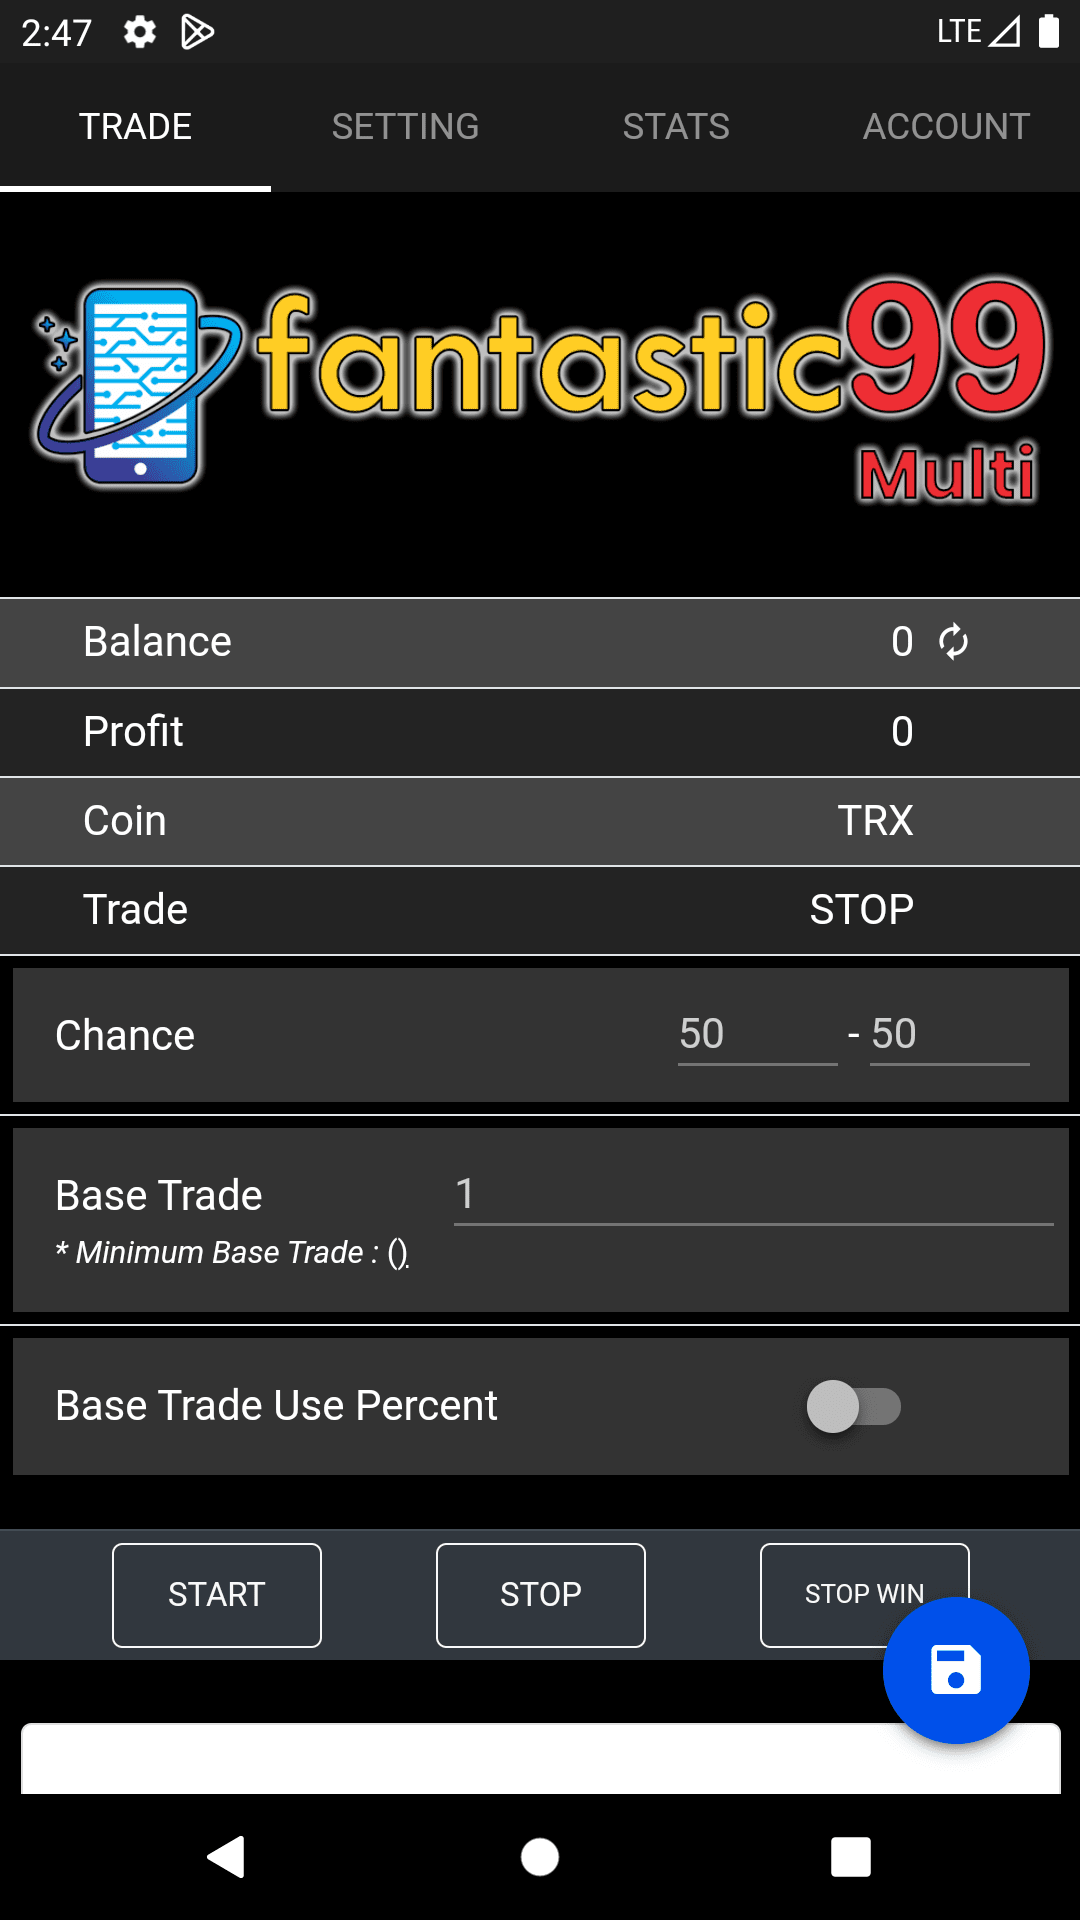 2:47 LTE
TRADE SETTING STATS ACCOUNT
fantastic99
Multi
Balance 0
Profit 0
Coin TRX
Trade STOP
Chance 50 - 50
Base Trade 1
* Minimum Base Trade : ()
Base Trade Use Percent
START STOP STOP WIN